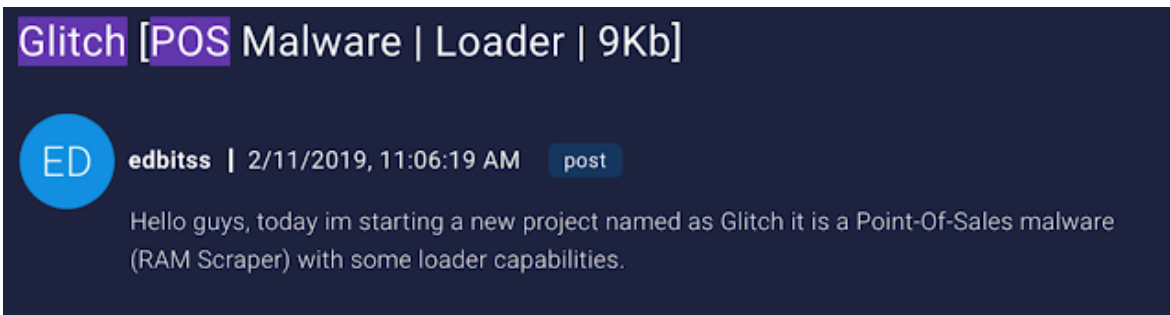 Glitch [POS Malware | Loader | 9Kb]
ED
edbitss | 2/11/2019, 11:06:19 AM post
Hello guys, today im starting a new project named as Glitch it is a Point-Of-Sales malware
(RAM Scraper) with some loader capabilities.